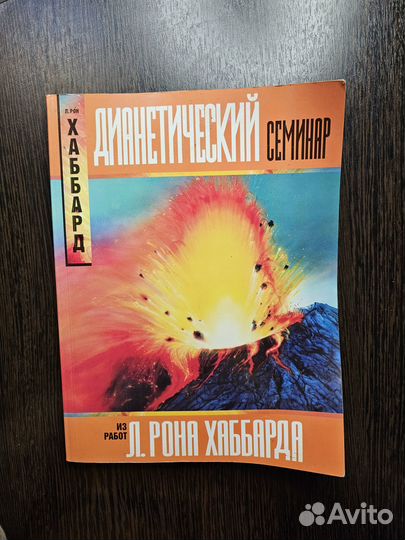 Л. РОН
ХАББАРД
ДИАНЕТИЧЕСКИЙ
СЕМИНАР
ИЗ
РАБОТ
Л. РОНА ХАББАРДА
Avito